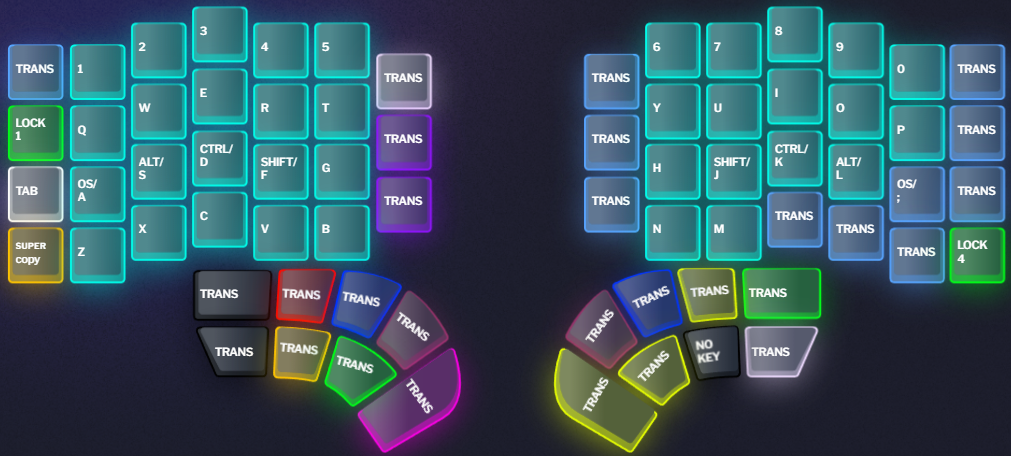 TRANS 1 2 3 4 5 TRANS
LOCK
1
Q W E R T TRANS
TAB
OS/
A
ALT/
S
CTRL/
D
SHIFT/
F
G TRANS
SUPER
copy
Z X C V B
TRANS 6 7 8 9 0 TRANS
TRANS Y U I O P TRANS
TRANS H
SHIFT/
J
CTRL/
K
ALT/
L
OS/
;
TRANS
N M TRANS TRANS TRANS
LOCK
4
TRANS TRANS TRANS TRANS
TRANS TRANS TRANS TRANS
TRANS TRANS TRANS TRANS
TRANS TRANS
NO
KEY
TRANS